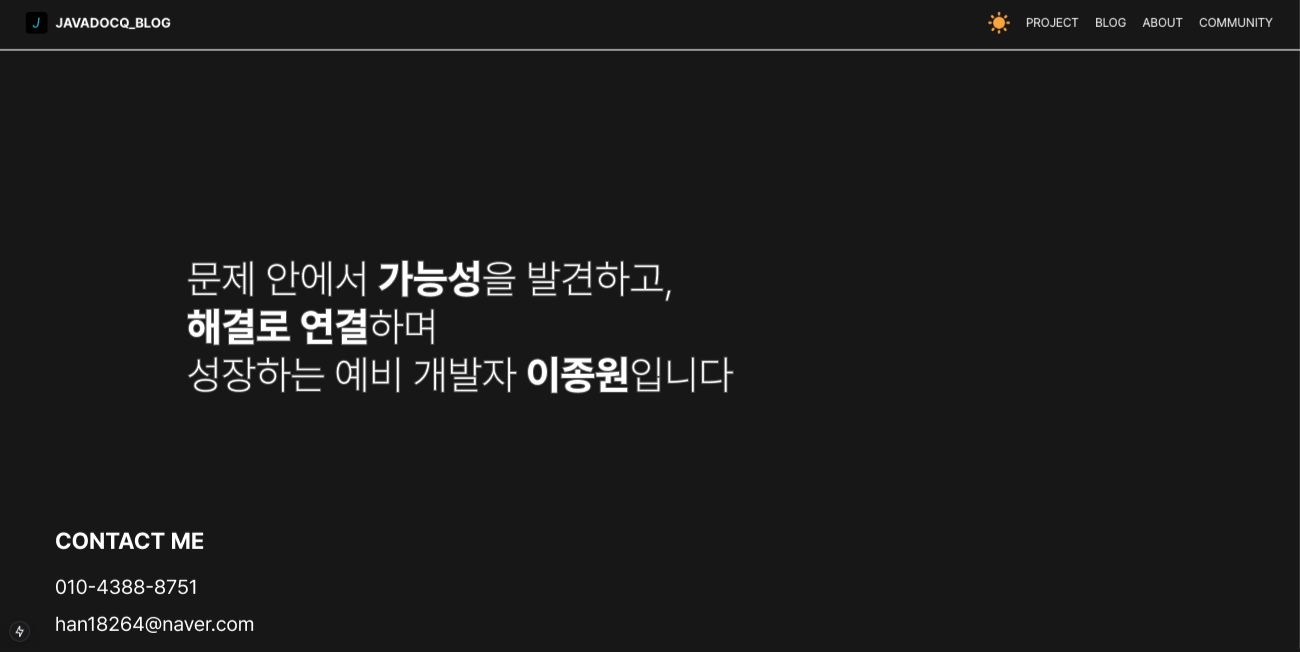 J JAVADOCQ_BLOG PROJECT BLOG ABOUT COMMUNITY
문제 안에서 가능성을 발견하고,
해결로 연결하며
성장하는 예비 개발자 이종원입니다
CONTACT ME
010-4388-8751
han18264@naver.com